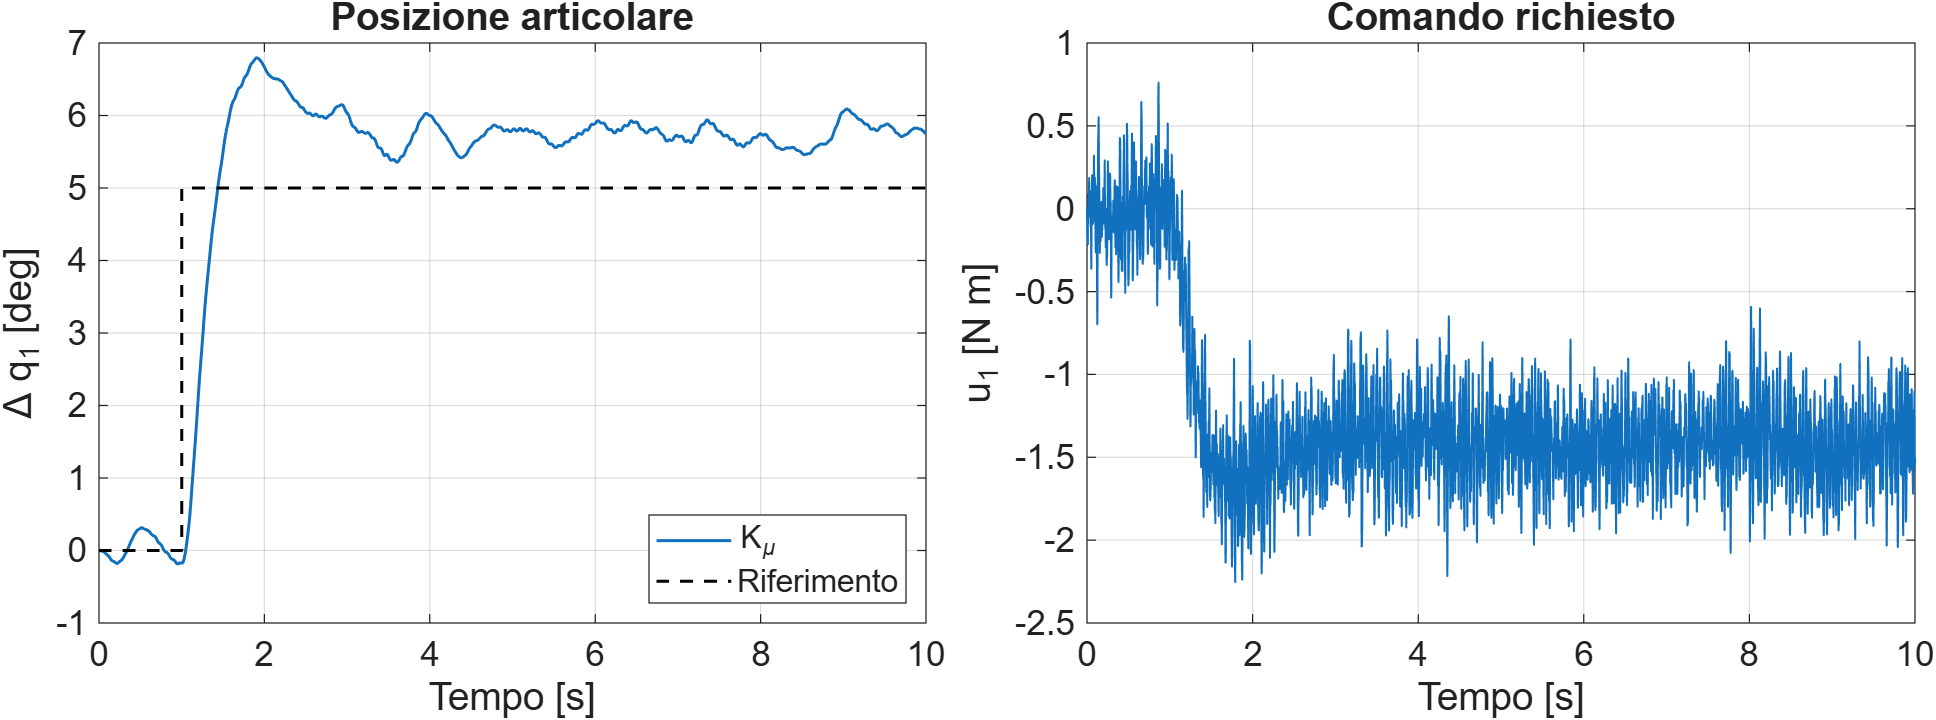 Posizione articolare
7
6
5
4
3
2
1
0
-1
Δ q₁ [deg]
K_μ
Riferimento
0 2 4 6 8 10
Tempo [s]
Comando richiesto
1
0.5
0
-0.5
-1
-1.5
-2
-2.5
u₁ [N m]
0 2 4 6 8 10
Tempo [s]